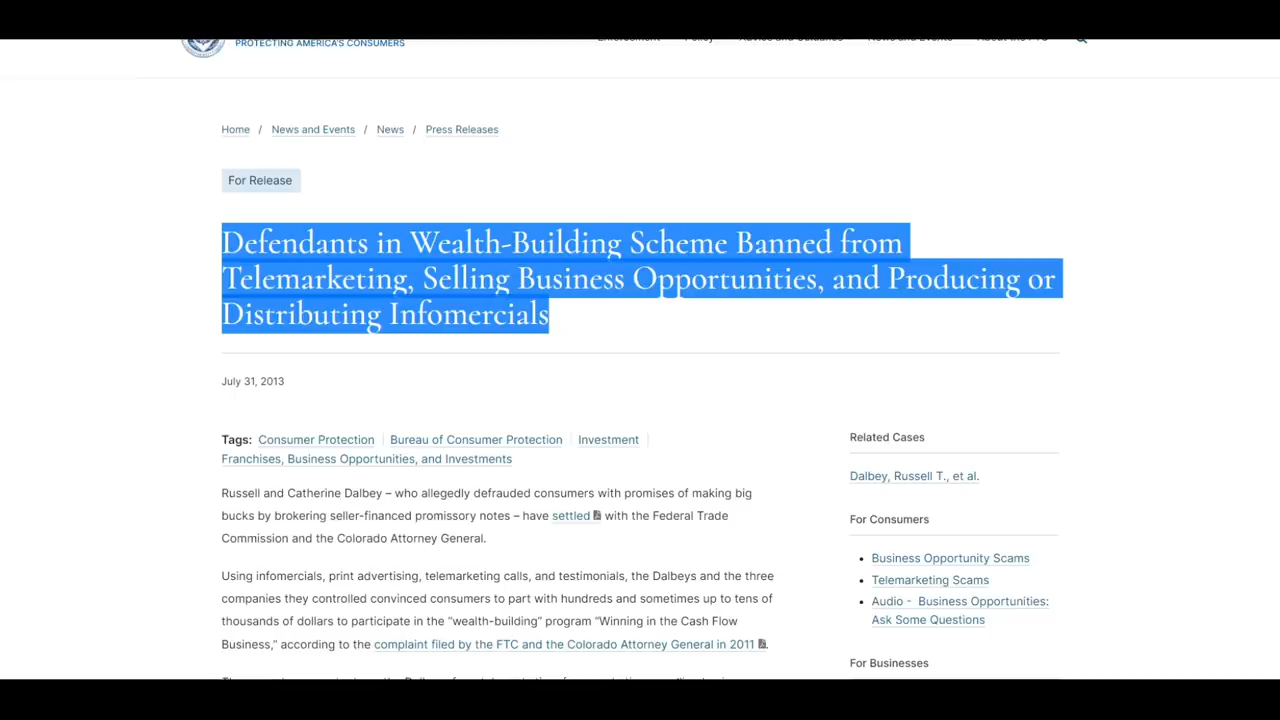 PROTECTING AMERICA'S CONSUMERS
Enforcement Policy Advice and Guidance News and Events About the FTC
Home / News and Events / News / Press Releases
For Release
Defendants in Wealth-Building Scheme Banned from
Telemarketing, Selling Business Opportunities, and Producing or
Distributing Infomercials
July 31, 2013
Tags: Consumer Protection Bureau of Consumer Protection Investment
Franchises, Business Opportunities, and Investments
Russell and Catherine Dalbey – who allegedly defrauded consumers with promises of making big
bucks by brokering seller-financed promissory notes – have settled with the Federal Trade
Commission and the Colorado Attorney General.
Using infomercials, print advertising, telemarketing calls, and testimonials, the Dalbeys and the three
companies they controlled convinced consumers to part with hundreds and sometimes up to tens of
thousands of dollars to participate in the "wealth-building" program "Winning in the Cash Flow
Business," according to the complaint filed by the FTC and the Colorado Attorney General in 2011.
Related Cases
Dalbey, Russell T., et al.
For Consumers
Business Opportunity Scams
Telemarketing Scams
Audio - Business Opportunities:
Ask Some Questions
For Businesses